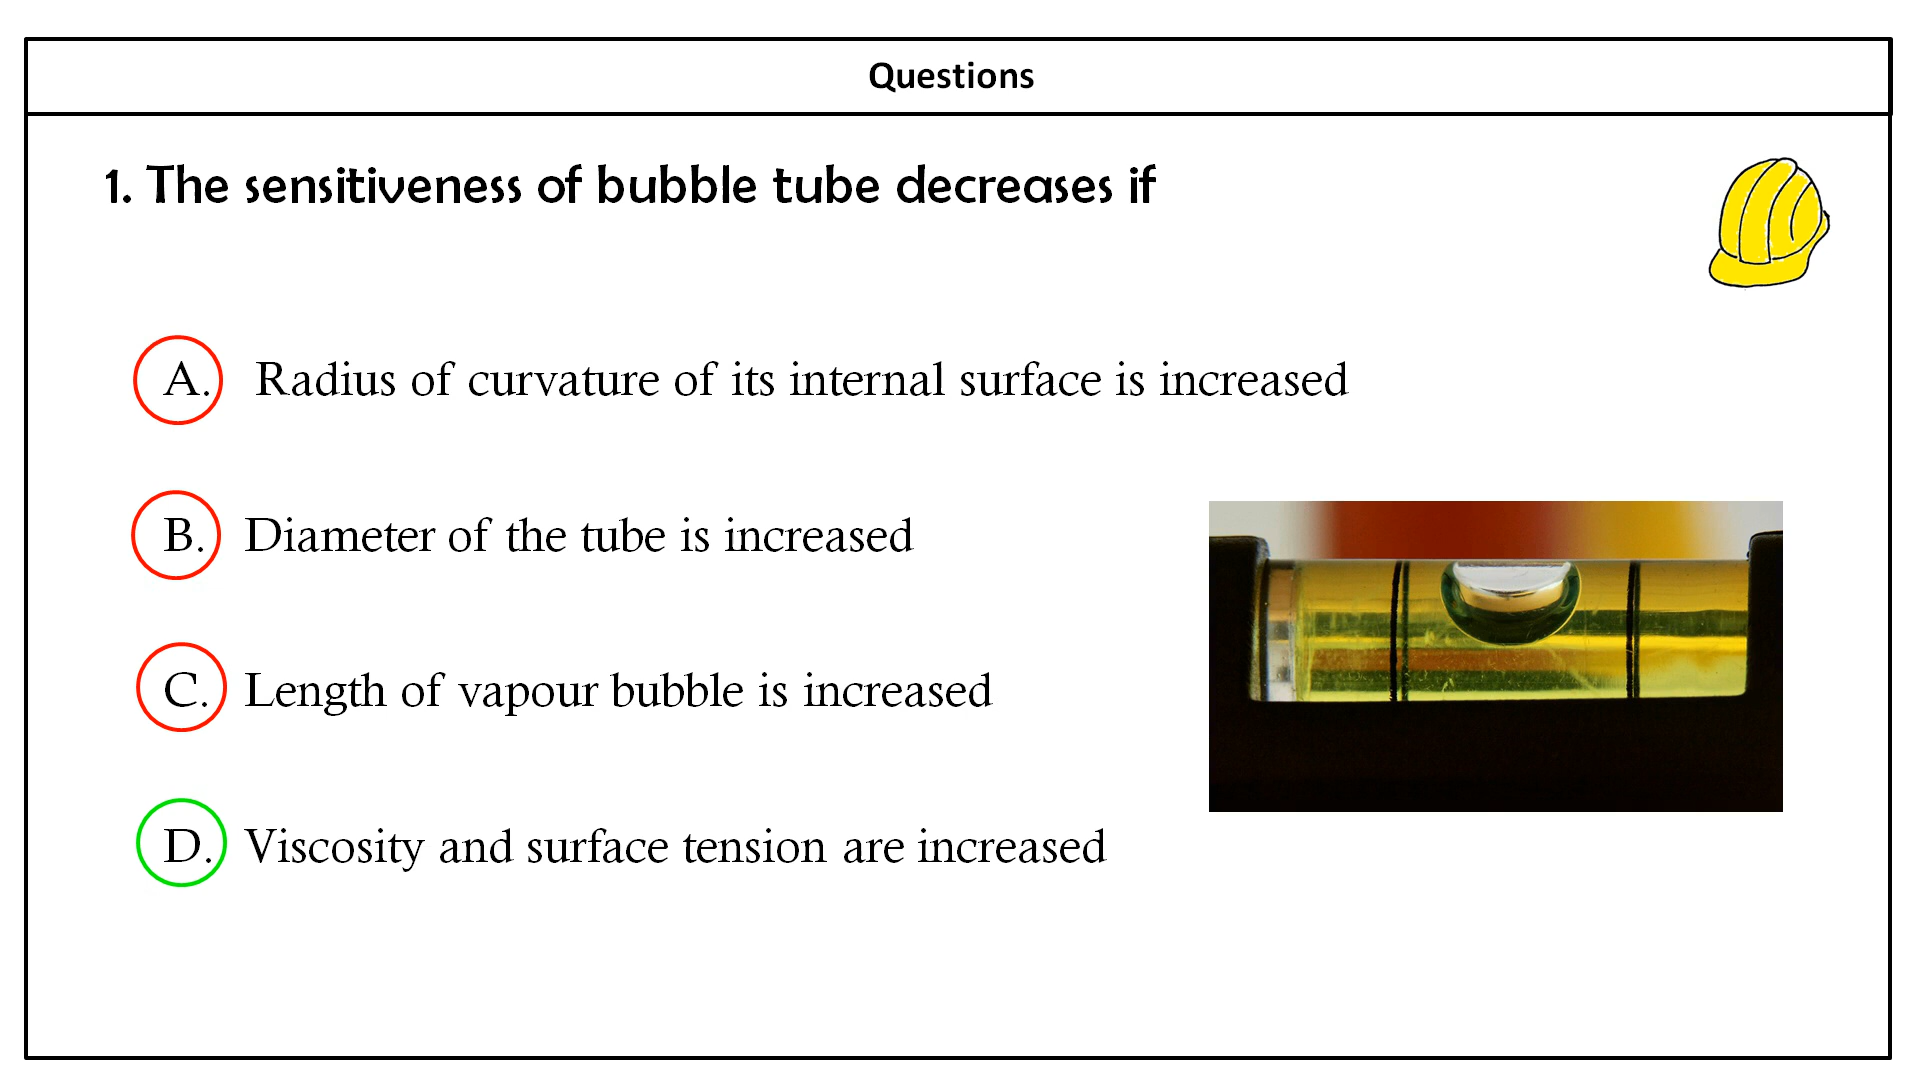 Questions
1. The sensitiveness of bubble tube decreases if
A. Radius of curvature of its internal surface is increased
B. Diameter of the tube is increased
C. Length of vapour bubble is increased
D. Viscosity and surface tension are increased